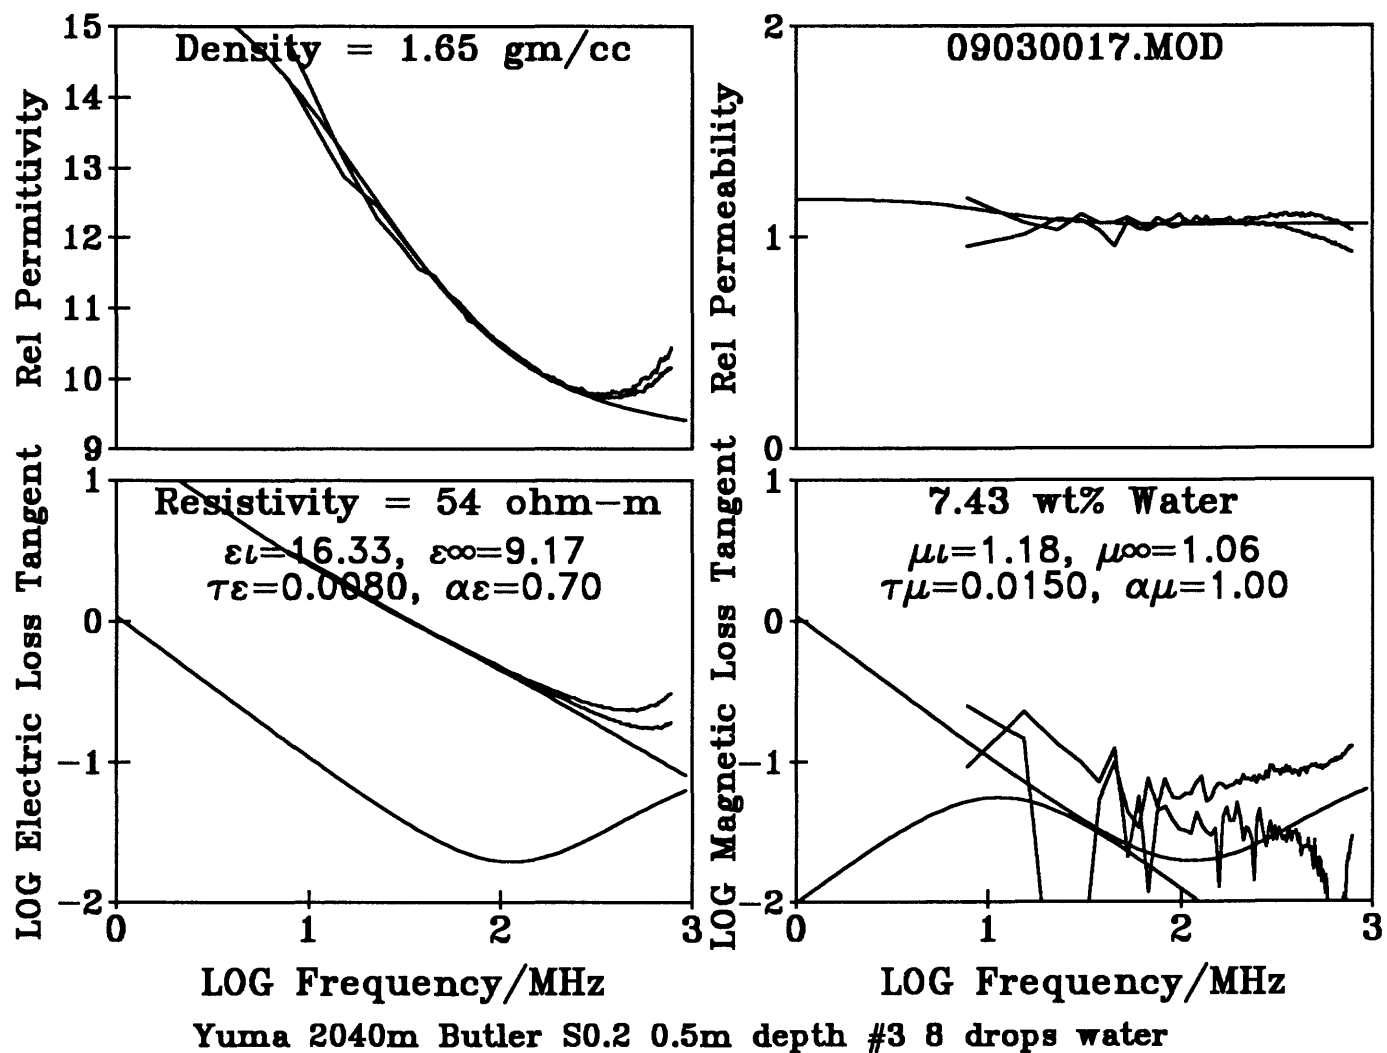 Density = 1.65 gm/cc
15
14
13
12
11
10
9
Rel Permittivity
09030017.MOD
2
1
0
Rel Permeability
Resistivity = 54 ohm-m
ει=16.33, ε∞=9.17
τε=0.0080, αε=0.70
1
0
-1
-2
LOG Electric Loss Tangent
0 1 2 3
LOG Frequency/MHz
7.43 wt% Water
μι=1.18, μ∞=1.06
τμ=0.0150, αμ=1.00
1
0
-1
-2
LOG Magnetic Loss Tangent
0 1 2 3
LOG Frequency/MHz
Yuma 2040m Butler S0.2 0.5m depth #3 8 drops water